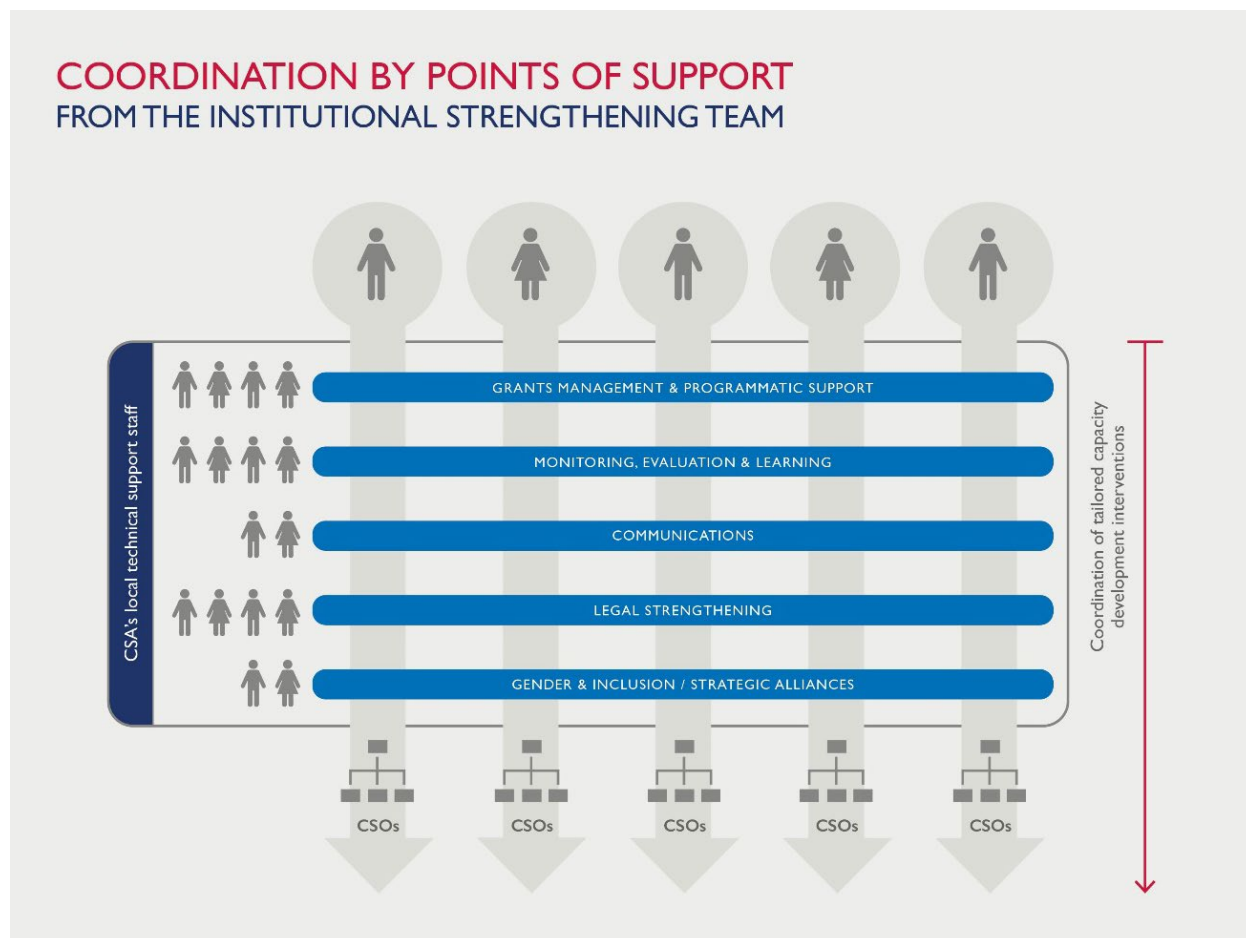 COORDINATION BY POINTS OF SUPPORT
FROM THE INSTITUTIONAL STRENGTHENING TEAM
CSA's local technical support staff
GRANTS MANAGEMENT & PROGRAMMATIC SUPPORT
MONITORING, EVALUATION & LEARNING
COMMUNICATIONS
LEGAL STRENGTHENING
GENDER & INCLUSION / STRATEGIC ALLIANCES
Coordination of tailored capacity
development interventions
CSOs
CSOs
CSOs
CSOs
CSOs